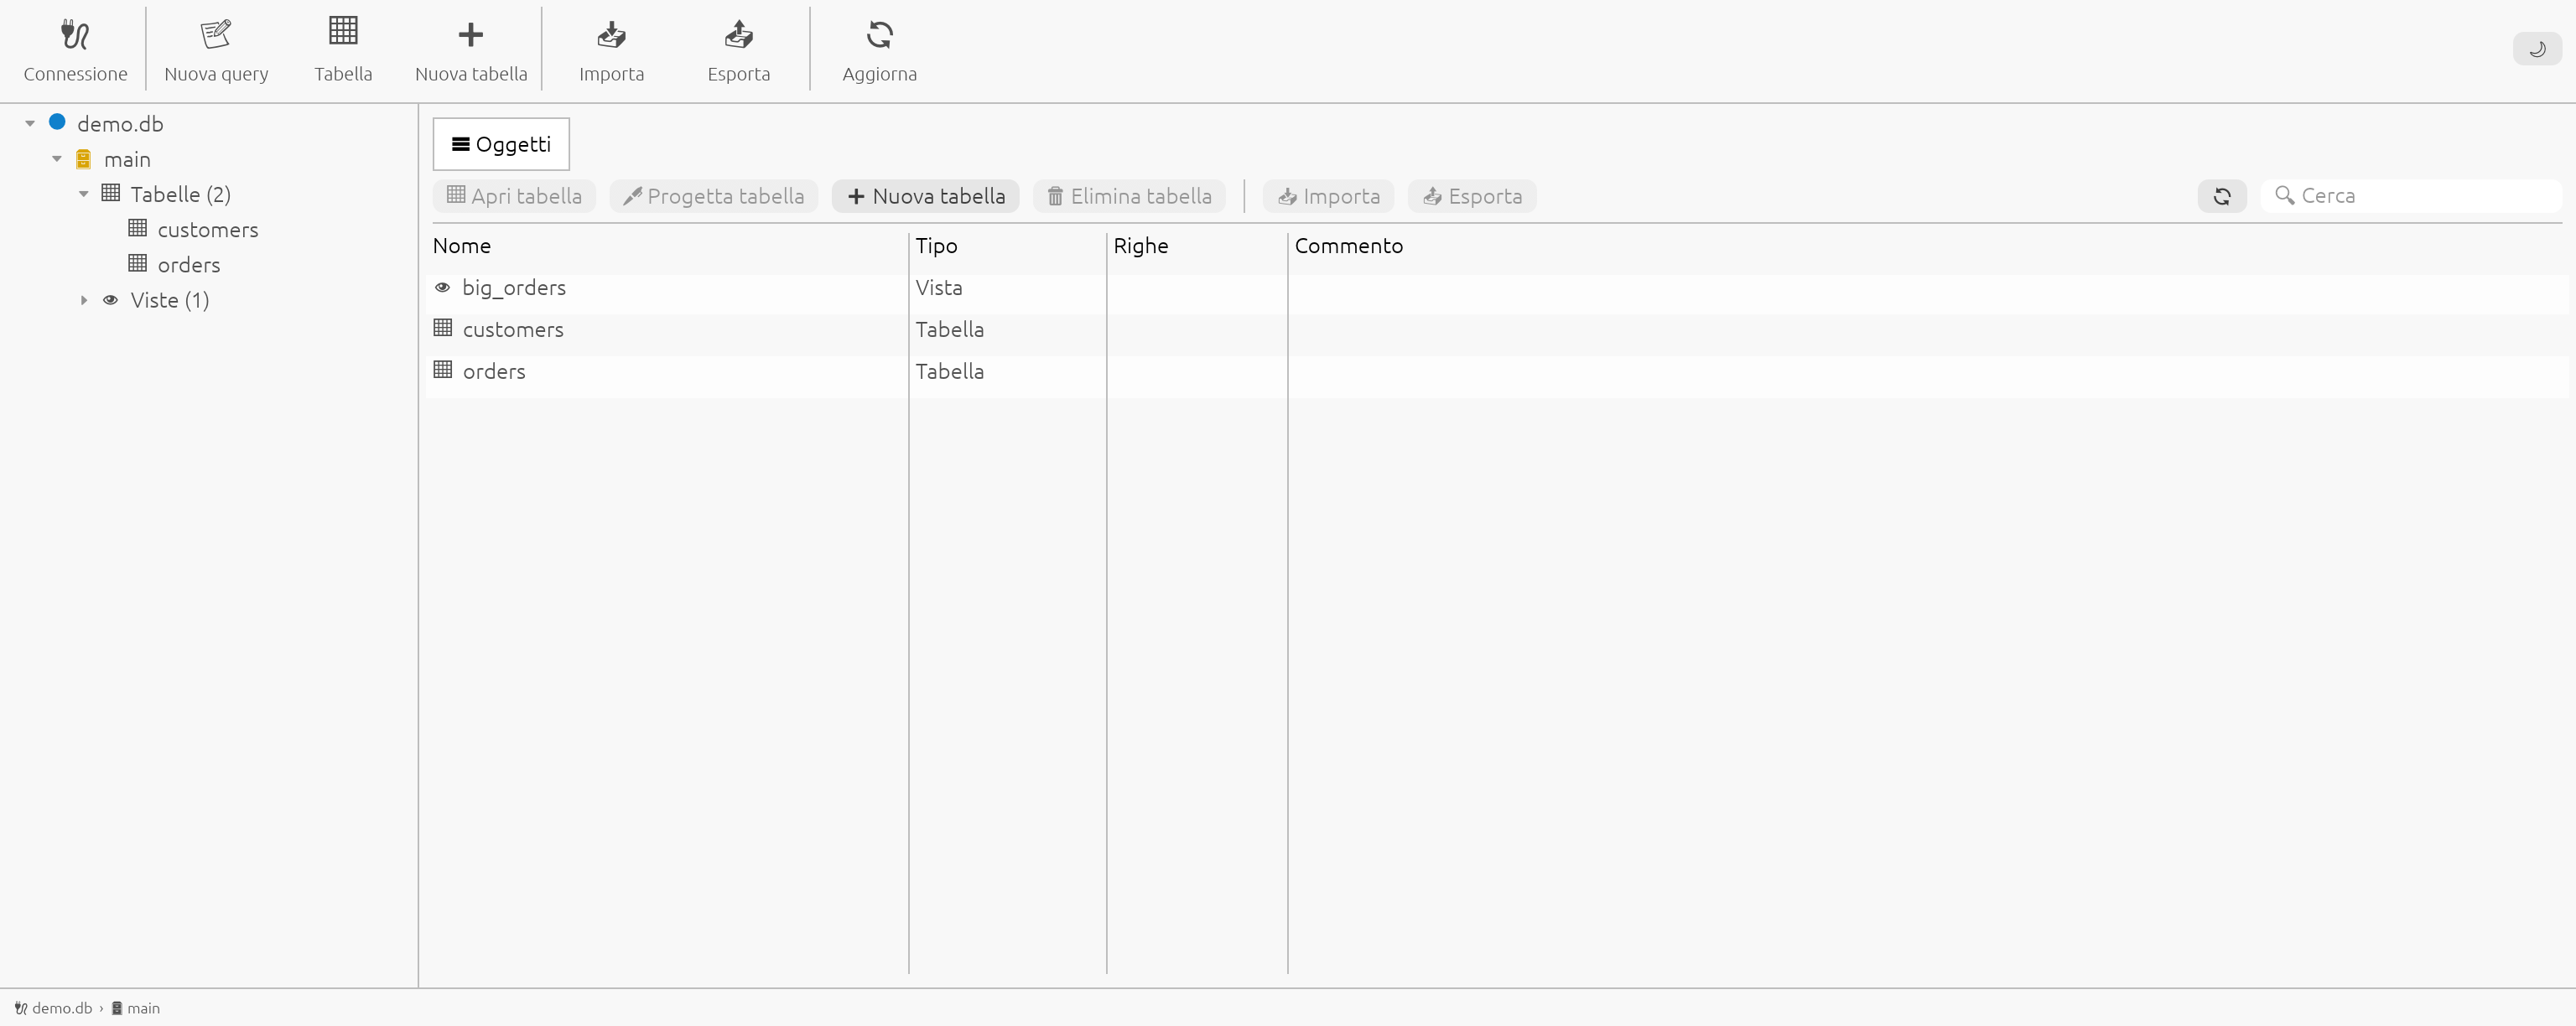 Connessione
Nuova query
Tabella
Nuova tabella
Importa
Esporta
Aggiorna
demo.db
main
Tabelle (2)
customers
orders
Viste (1)
Oggetti
Apri tabella Progetta tabella Nuova tabella Elimina tabella Importa Esporta Cerca
Nome Tipo Righe Commento
big_orders Vista
customers Tabella
orders Tabella
demo.db › main